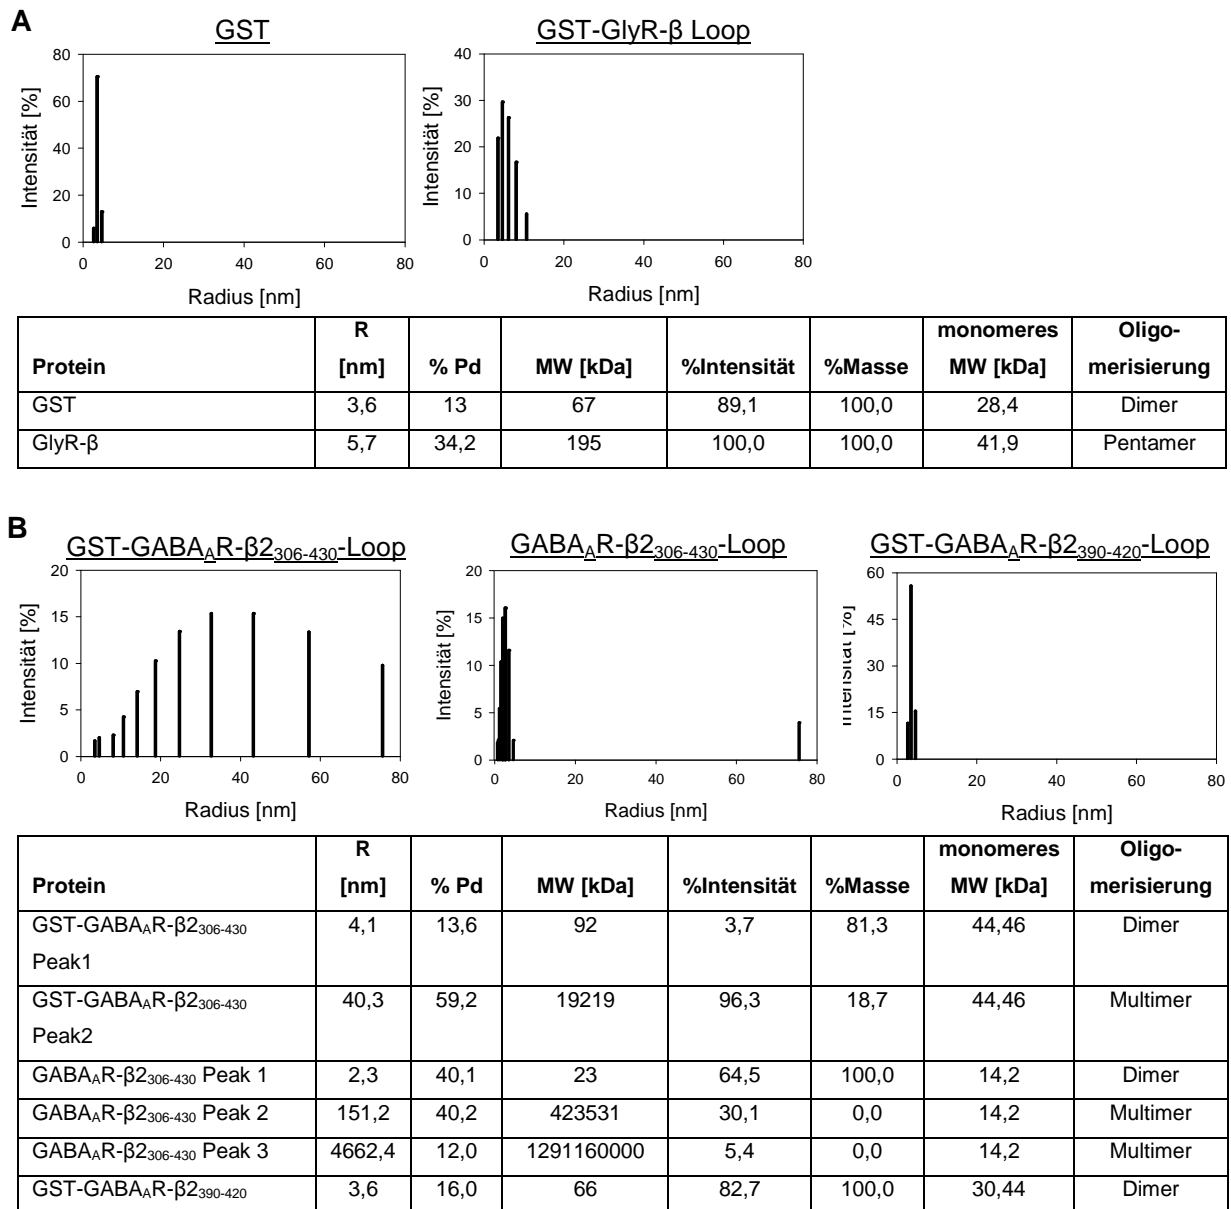 A
GST
GST-GlyR-β Loop
Intensität [%]
80
60
40
20
0
0 20 40 60 80
Radius [nm]
Intensität [%]
40
30
20
10
0
0 20 40 60 80
Radius [nm]
Protein R [nm] % Pd MW [kDa] %Intensität %Masse monomeres MW [kDa] Oligo-merisierung
GST 3,6 13 67 89,1 100,0 28,4 Dimer
GlyR-β 5,7 34,2 195 100,0 100,0 41,9 Pentamer
B
GST-GABAAR-β2306-430-Loop
GABAAR-β2306-430-Loop
GST-GABAAR-β2390-420-Loop
Intensität [%]
20
15
10
5
0
0 20 40 60 80
Radius [nm]
Intensität [%]
20
15
10
5
0
0 20 40 60 80
Radius [nm]
Intensität [%]
60
45
30
15
0
0 20 40 60 80
Radius [nm]
Protein R [nm] % Pd MW [kDa] %Intensität %Masse monomeres MW [kDa] Oligo-merisierung
GST-GABAAR-β2306-430 Peak1 4,1 13,6 92 3,7 81,3 44,46 Dimer
GST-GABAAR-β2306-430 Peak2 40,3 59,2 19219 96,3 18,7 44,46 Multimer
GABAAR-β2306-430 Peak 1 2,3 40,1 23 64,5 100,0 14,2 Dimer
GABAAR-β2306-430 Peak 2 151,2 40,2 423531 30,1 0,0 14,2 Multimer
GABAAR-β2306-430 Peak 3 4662,4 12,0 1291160000 5,4 0,0 14,2 Multimer
GST-GABAAR-β2390-420 3,6 16,0 66 82,7 100,0 30,44 Dimer